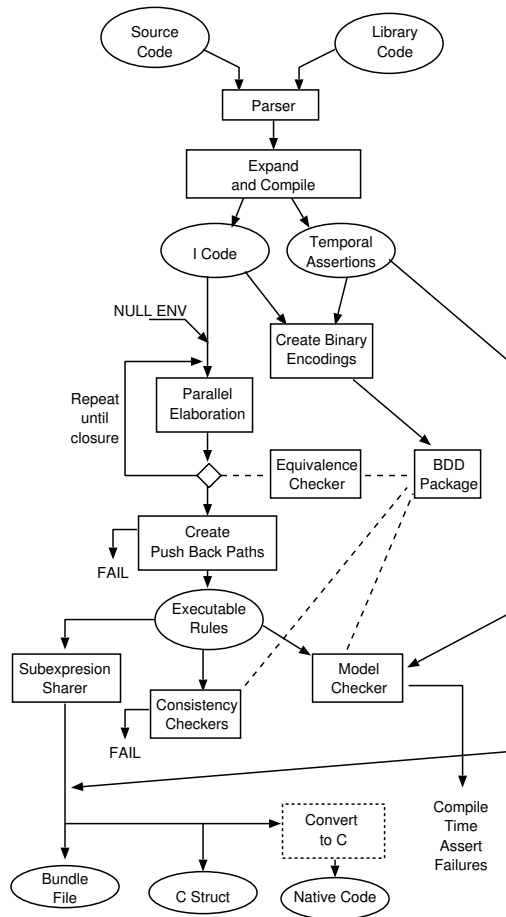 Source
Code
Library
Code
Parser
Expand
and Compile
I Code
Temporal
Assertions
NULL ENV
Create Binary
Encodings
Repeat
until
closure
Parallel
Elaboration
Equivalence
Checker
BDD
Package
Create
Push Back Paths
FAIL
Executable
Rules
Subexpresion
Sharer
Consistency
Checkers
Model
Checker
FAIL
Compile
Time
Assert
Failures
Convert
to C
Bundle
File
C Struct
Native Code